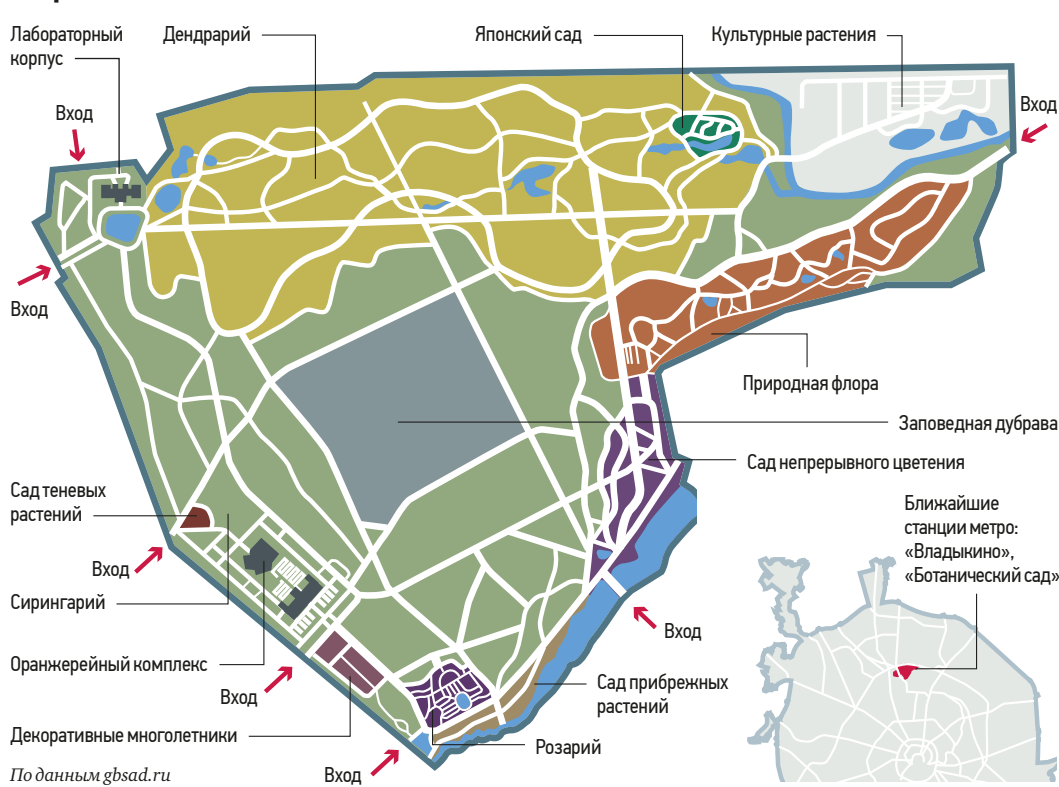 Лабораторный
корпус
Дендрарий
Японский сад
Культурные растения
Вход
Вход
Вход
Природная флора
Заповедная дубрава
Сад непрерывного цветения
Сад теневых
растений
Ближайшие
станции метро:
«Владыкино»,
«Ботанический сад»
Вход
Сирингарий
Вход
Оранжерейный комплекс
Вход
Сад прибрежных
растений
Декоративные многолетники
Розарий
Вход
По данным gbsad.ru